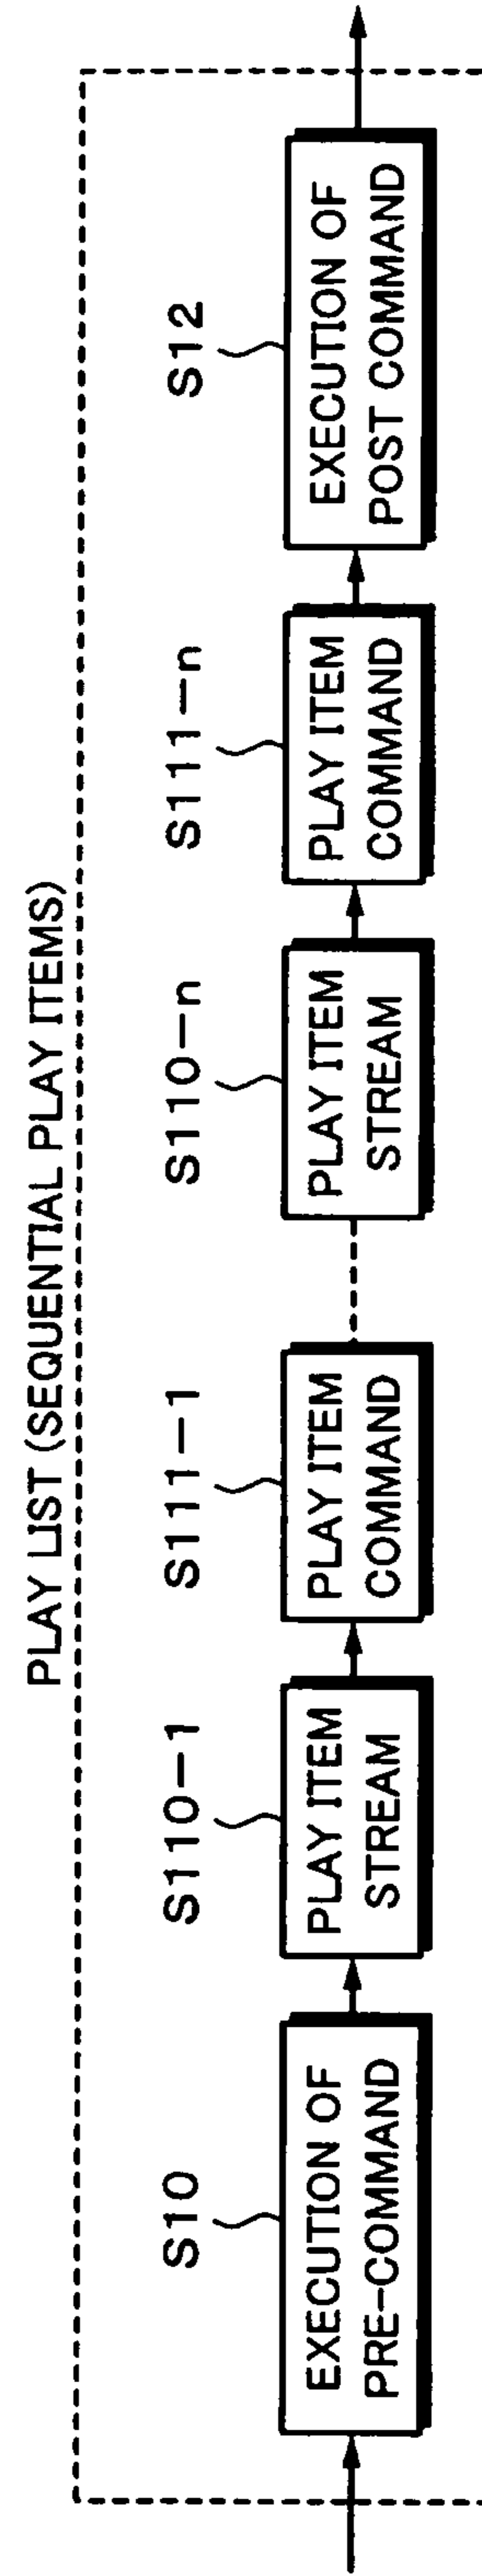 PLAY LIST (SEQUENTIAL PLAY ITEMS)
S10
EXECUTION OF
PRE-COMMAND
S110-1
PLAY ITEM
STREAM
S111-1
PLAY ITEM
COMMAND
S110-n
PLAY ITEM
STREAM
S111-n
PLAY ITEM
COMMAND
S12
EXECUTION OF
POST COMMAND